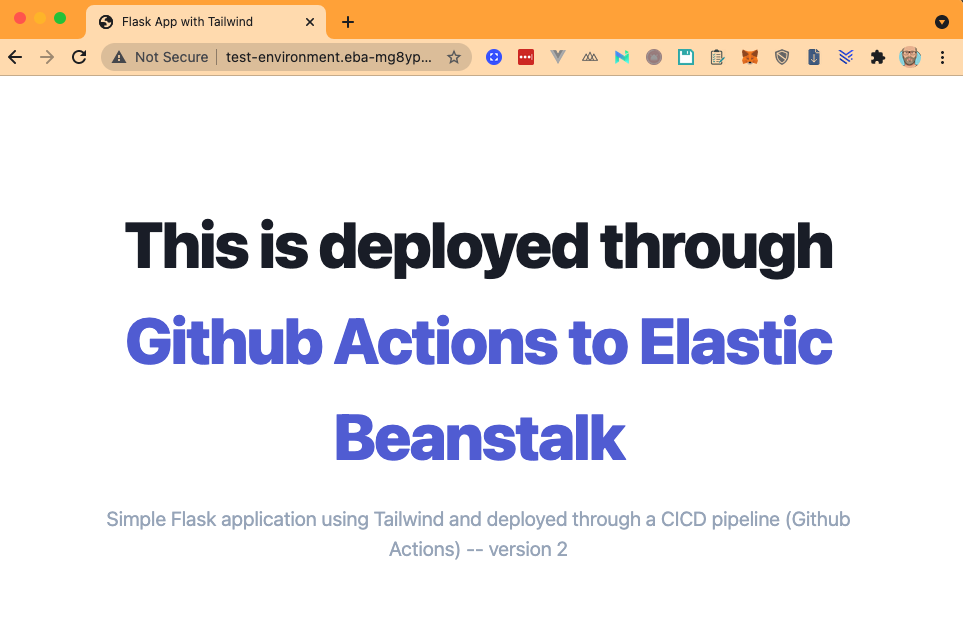 Flask App with Tailwind
Not Secure test-environment.eba-mg8yp...
This is deployed through
Github Actions to Elastic
Beanstalk
Simple Flask application using Tailwind and deployed through a CICD pipeline (Github
Actions) -- version 2